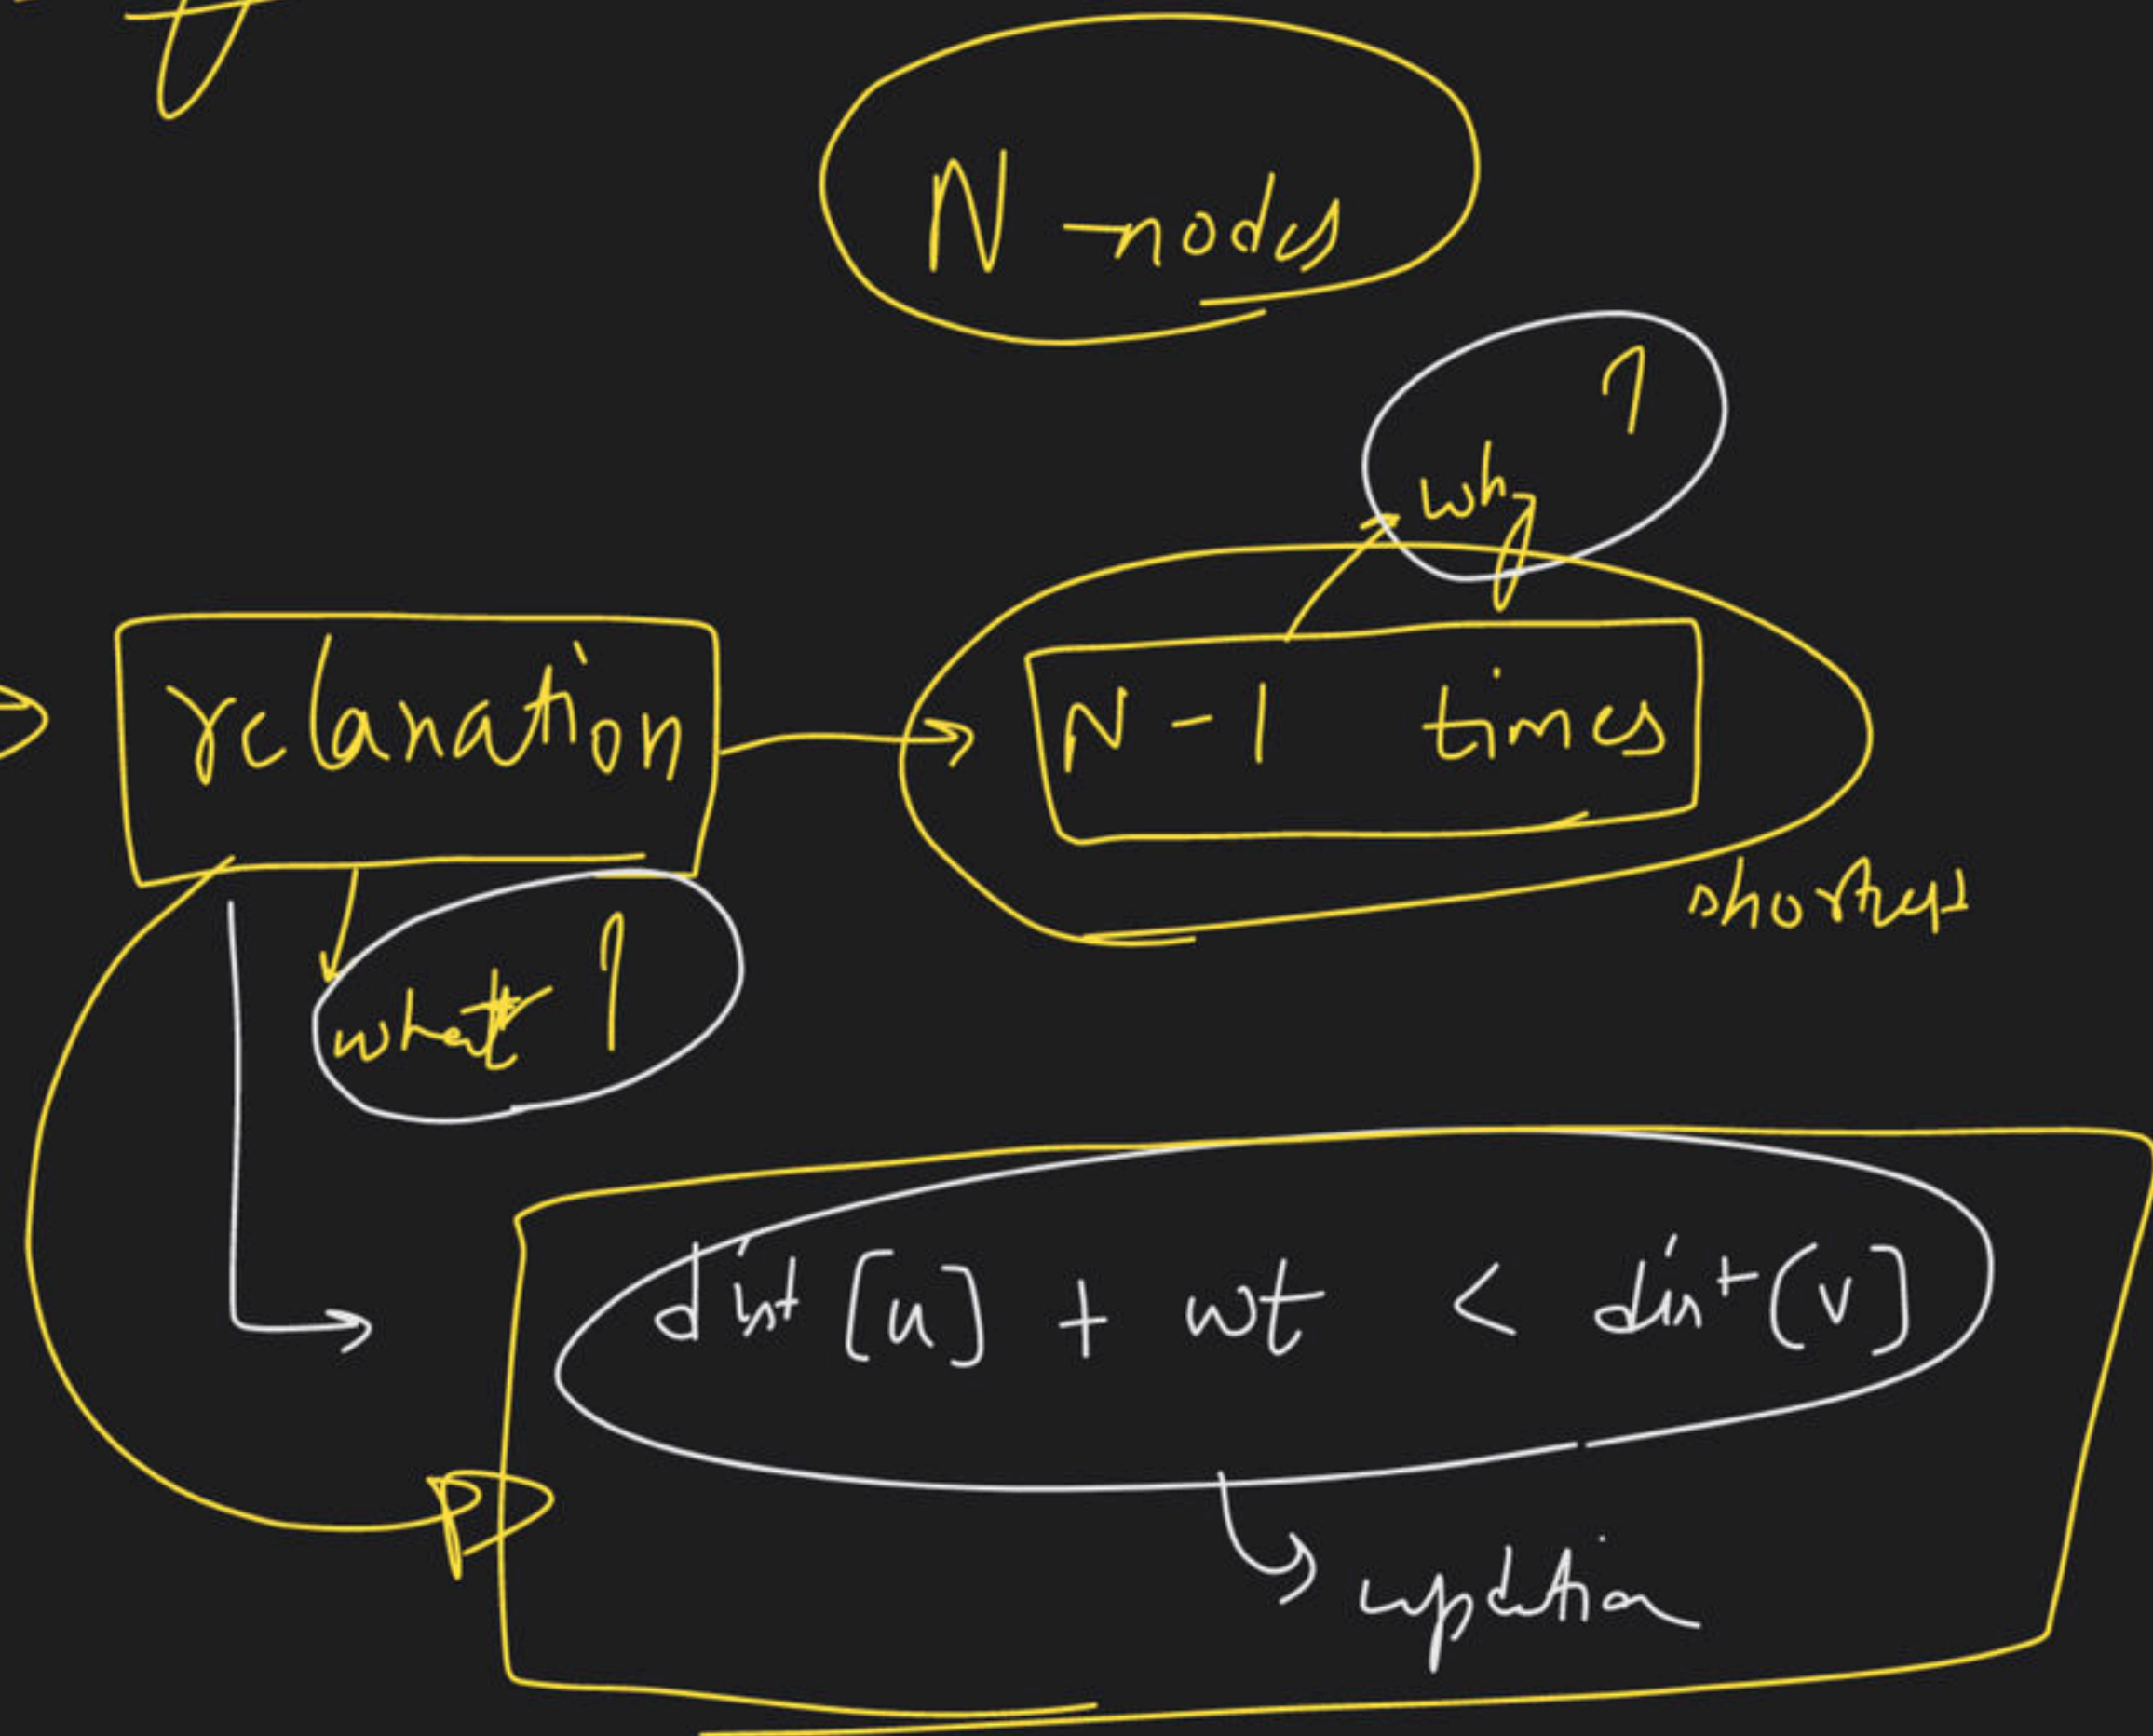 N - nodes
why ?
relaxation
N - 1 times
shortest
what ?
dist [u] + wt < dist [v]
updation